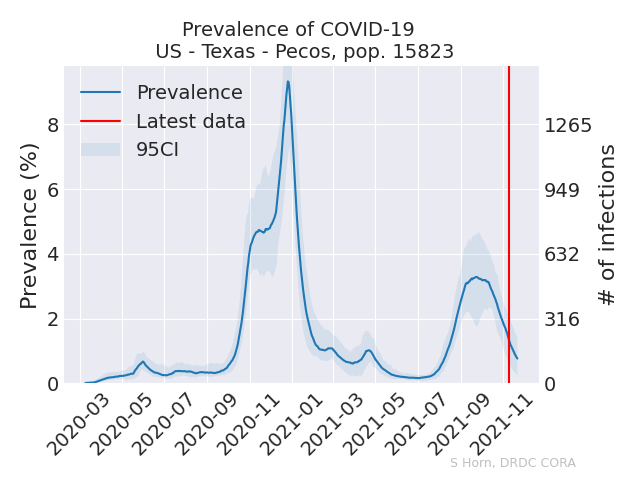 Prevalence of COVID-19
US - Texas - Pecos, pop. 15823
Prevalence
Latest data
95CI
Prevalence (%)
8
6
4
2
0
1265
949
632
316
0
# of infections
2020-03
2020-05
2020-07
2020-09
2020-11
2021-01
2021-03
2021-05
2021-07
2021-09
2021-11
S Horn, DRDC CORA